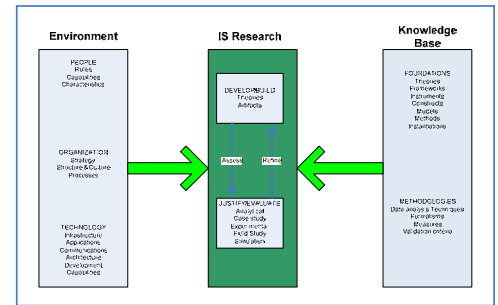 Environment
PEOPLE
Roles
Capabilities
Characteristics
ORGANIZATION
Strategy
Structure & Culture
Processes
TECHNOLOGY
Infrastructure
Applications
Communications
Architecture
Development
Capabilities
IS Research
DEVELOP/BUILD
Theories
Artifacts
Assess
Refine
JUSTIFY/EVALUATE
Analytical
Case study
Experimental
Field Study
Simulation
Knowledge
Base
FOUNDATIONS
Theories
Frameworks
Instruments
Constructs
Models
Methods
Instantiations
METHODOLOGIES
Data analysis Techniques
Formalisms
Measures
Validation criteria